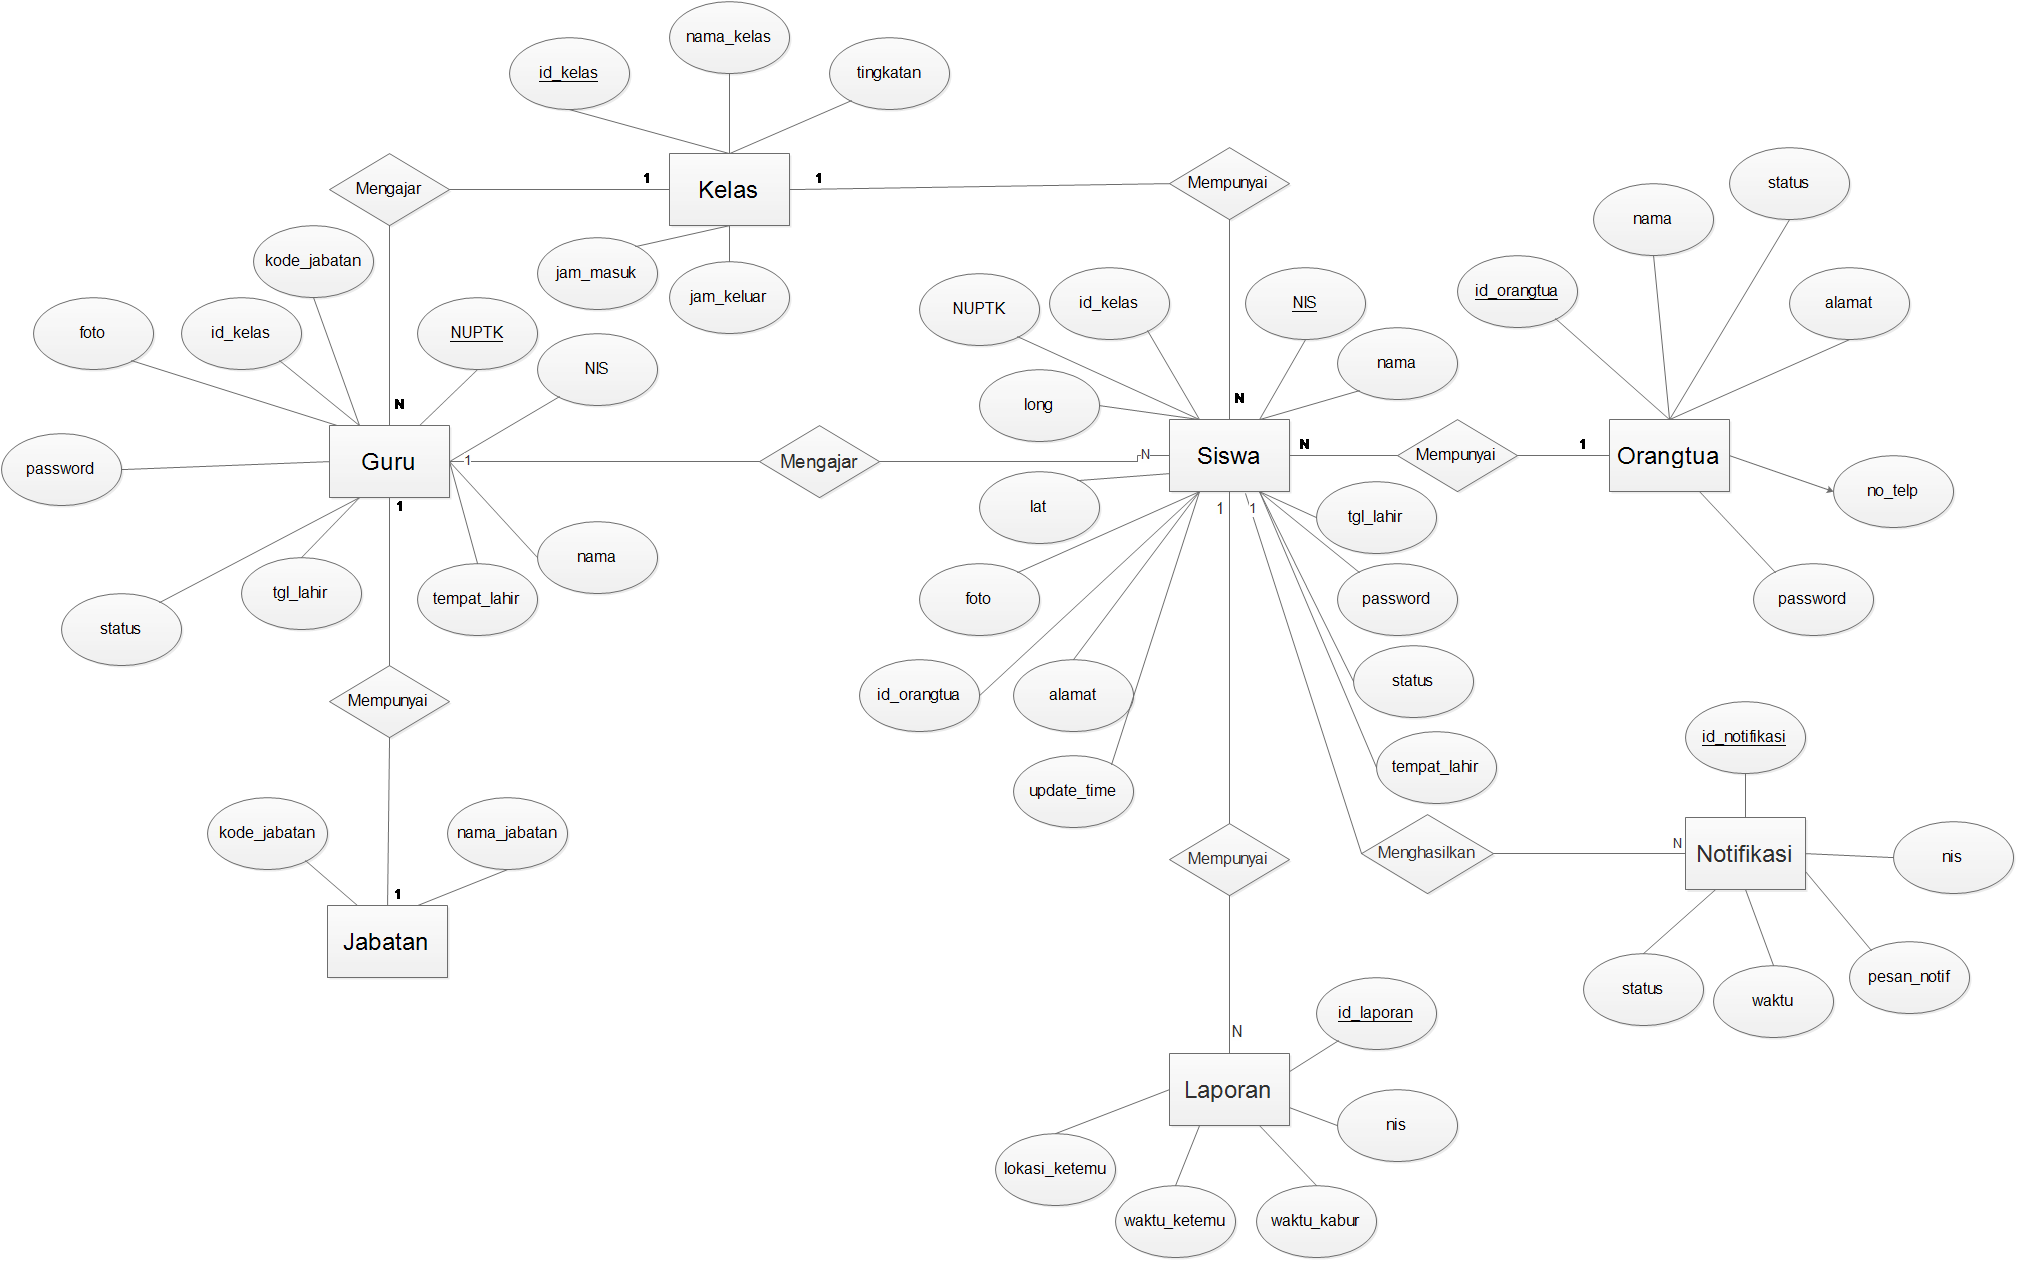 nama_kelas
id_kelas
tingkatan
Mengajar
1
Kelas
1
Mempunyai
status
nama
kode_jabatan
jam_masuk
jam_keluar
id_orangtua
alamat
foto
id_kelas
NUPTK
NIS
NUPTK
id_kelas
NIS
nama
long
N
N
password
Guru
1
Mengajar
N
Siswa
N
Mempunyai
1
Orangtua
no_telp
1
lat
1
1
tgl_lahir
nama
tgl_lahir
tempat_lahir
status
foto
password
password
Mempunyai
id_orangtua
alamat
status
id_notifikasi
tempat_lahir
update_time
kode_jabatan
nama_jabatan
Mempunyai
Menghasilkan
N
Notifikasi
nis
1
Jabatan
status
waktu
pesan_notif
id_laporan
N
Laporan
nis
lokasi_ketemu
waktu_ketemu
waktu_kabur